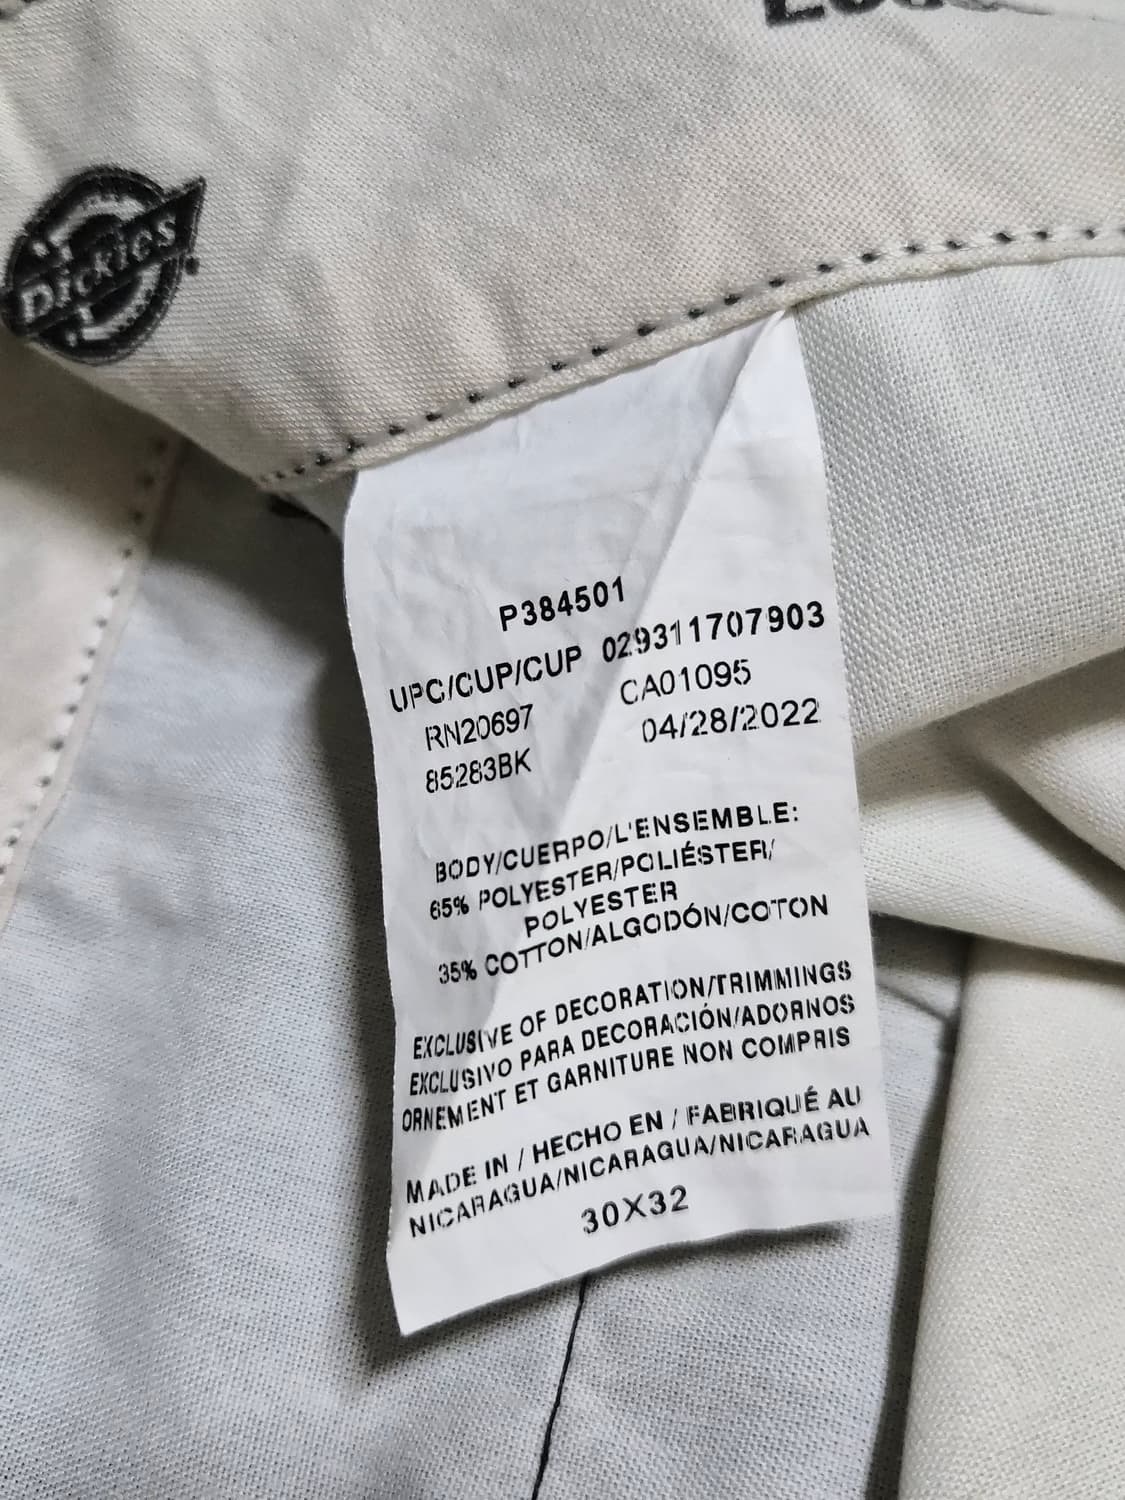 Dickies
P384501
UPC/CUP/CUP 029311707903
RN20697 CA01095
85283BK 04/28/2022
BODY/CUERPO/L'ENSEMBLE:
65% POLYESTER/POLIÉSTER/
POLYESTER
35% COTTON/ALGODÓN/COTON
EXCLUSIVE OF DECORATION/TRIMMINGS
EXCLUSIVO PARA DECORACIÓN/ADORNOS
ORNEMENT ET GARNITURE NON COMPRIS
MADE IN / HECHO EN / FABRIQUÉ AU
NICARAGUA/NICARAGUA/NICARAGUA
30X32